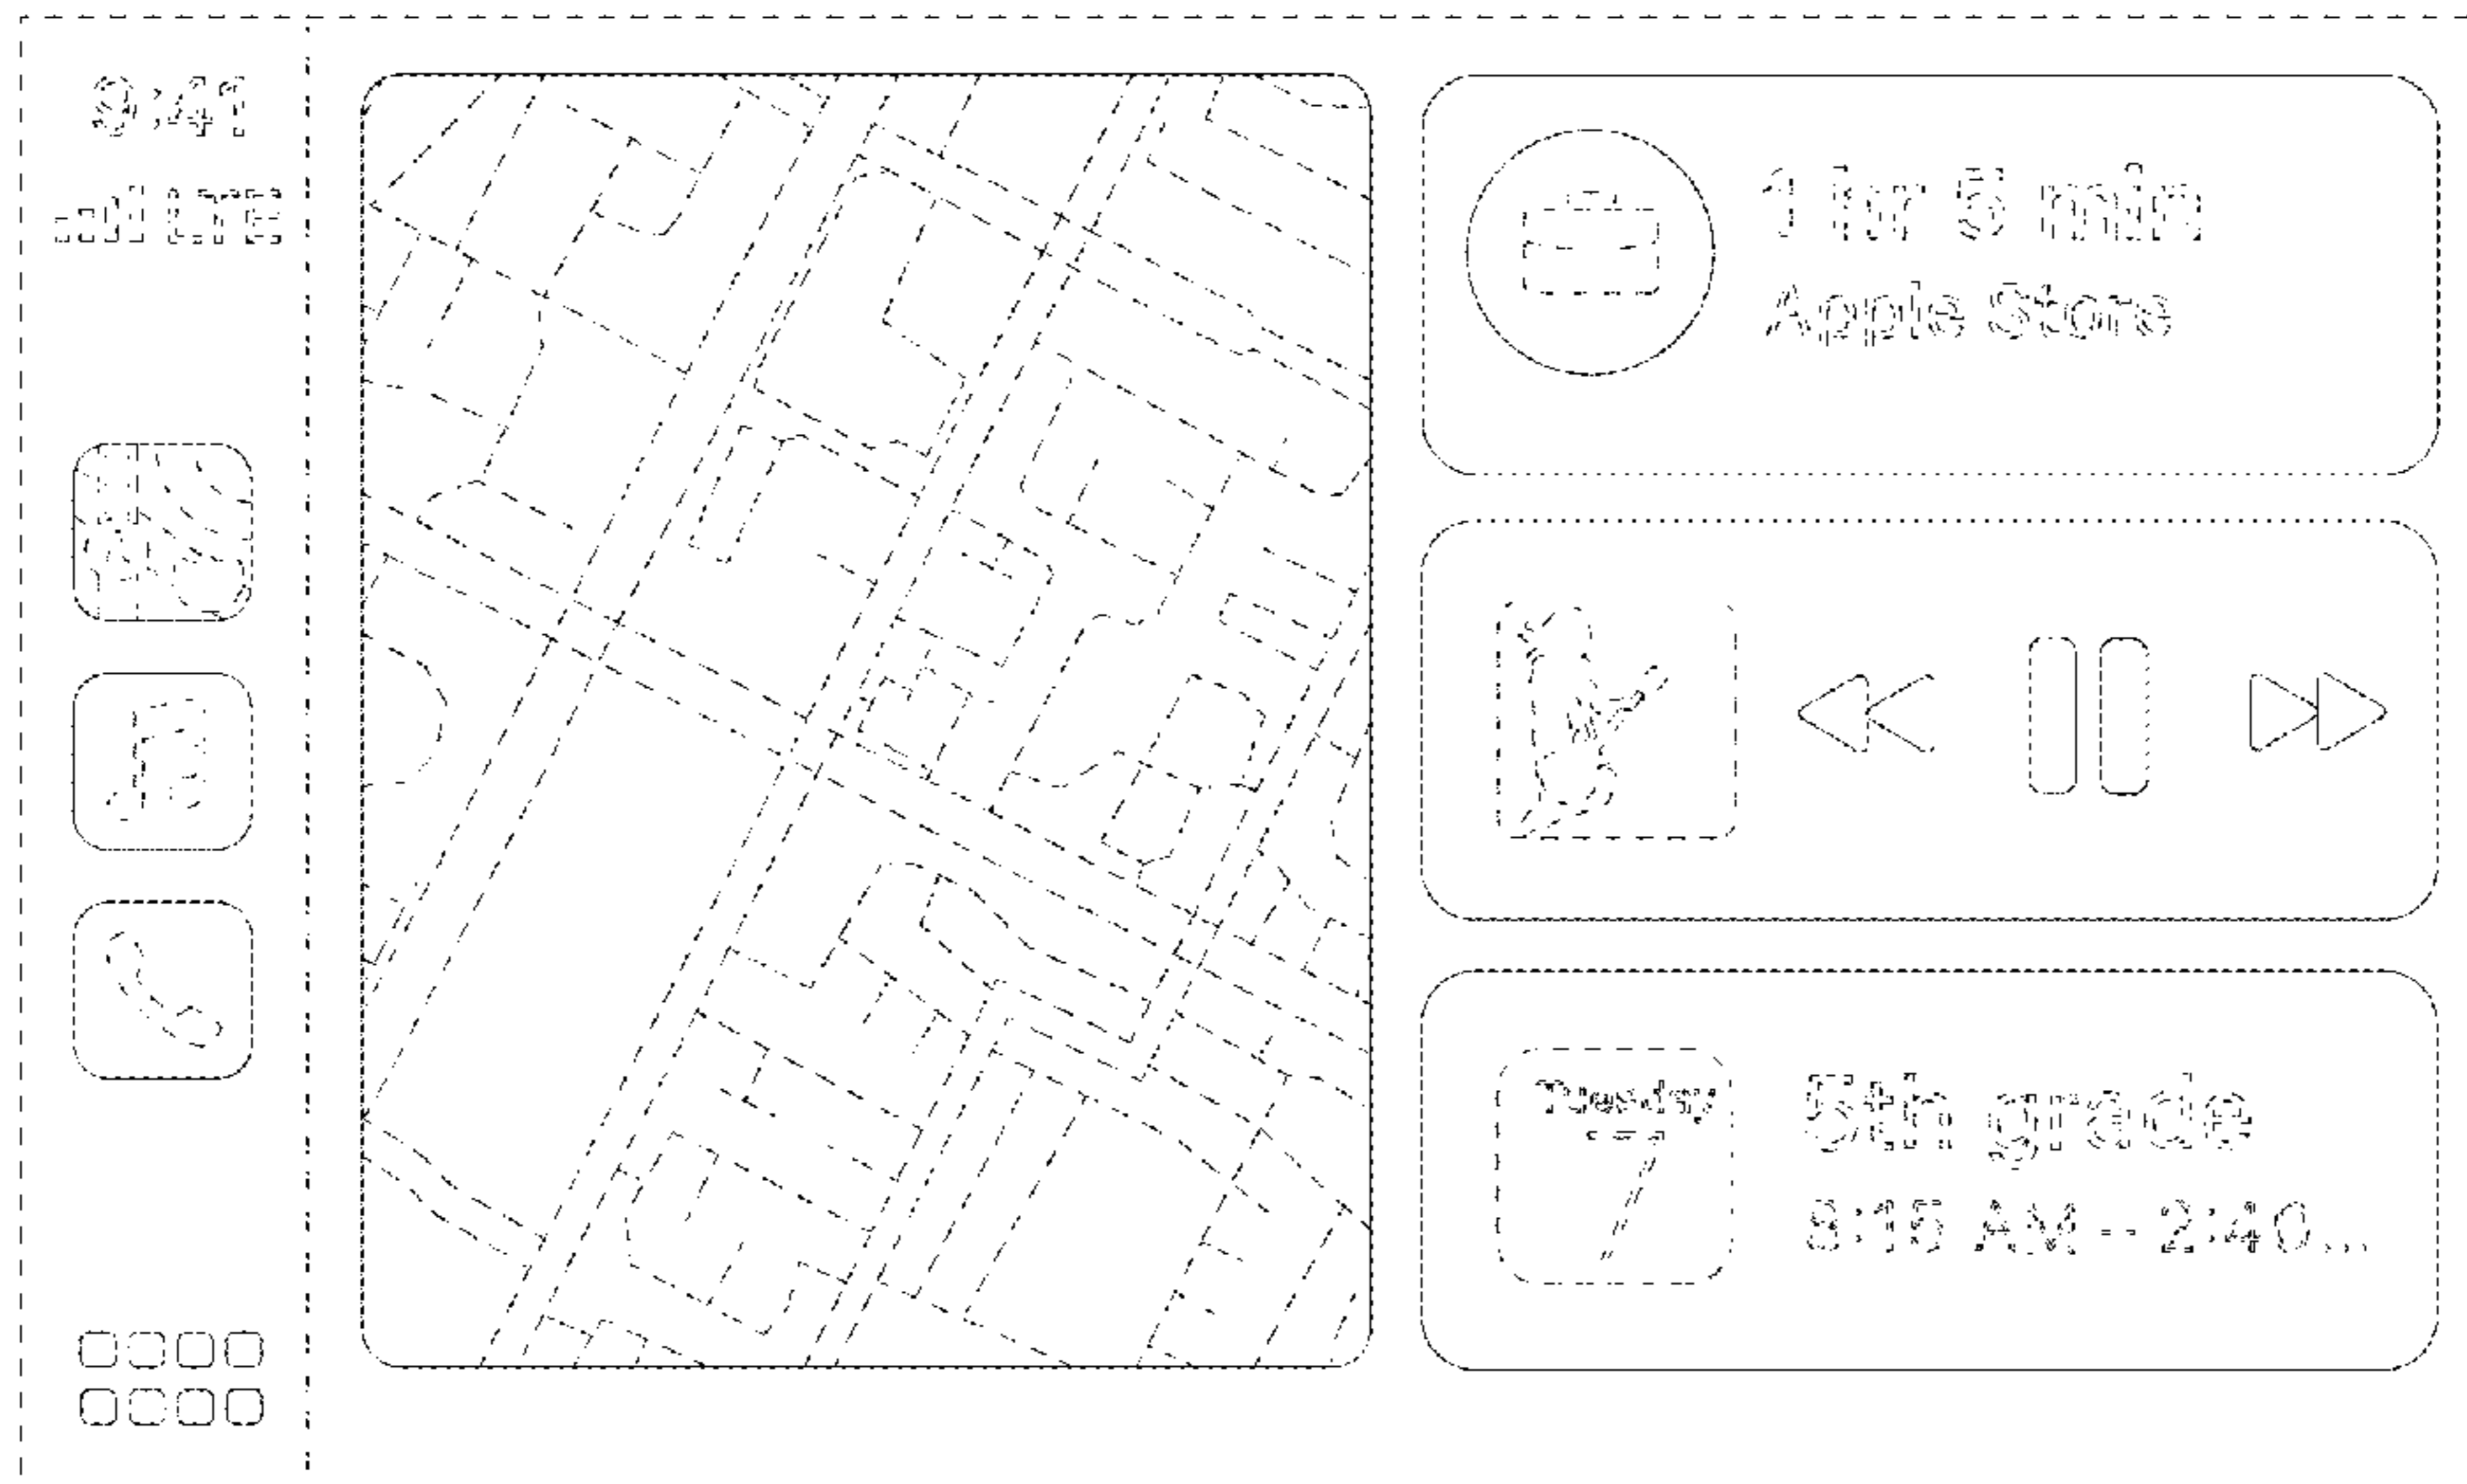 9:41
LTE
1 hr 5 min
Apple Store
Tuesday
7
5th grade
8:15 AM – 2:40…